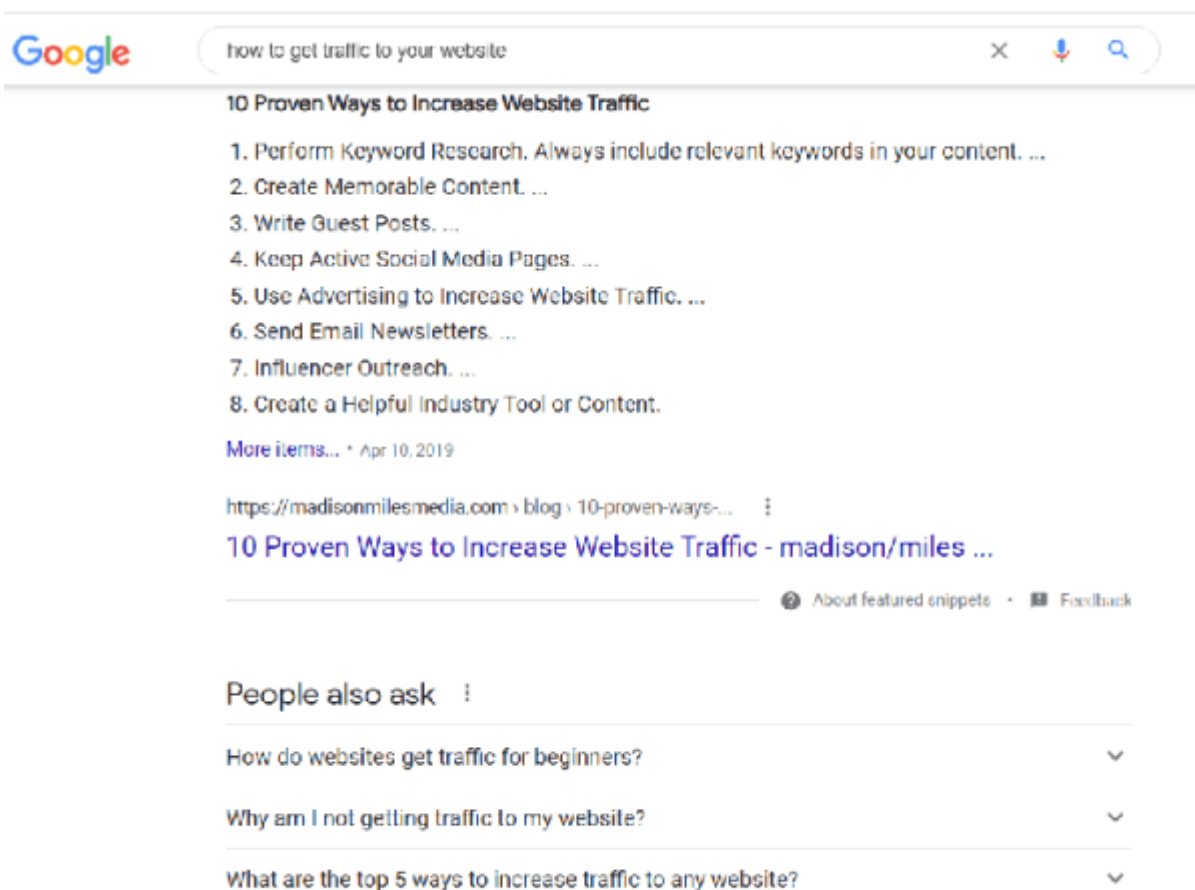 Google
how to get traffic to your website
10 Proven Ways to Increase Website Traffic
1. Perform Keyword Research. Always include relevant keywords in your content. ...
2. Create Memorable Content. ...
3. Write Guest Posts. ...
4. Keep Active Social Media Pages. ...
5. Use Advertising to Increase Website Traffic. ...
6. Send Email Newsletters. ...
7. Influencer Outreach. ...
8. Create a Helpful Industry Tool or Content.
More items... • Apr 10, 2019
https://madisonmilesmedia.com › blog › 10-proven-ways-...
10 Proven Ways to Increase Website Traffic - madison/miles ...
About featured snippets • Feedback
People also ask
How do websites get traffic for beginners?
Why am I not getting traffic to my website?
What are the top 5 ways to increase traffic to any website?